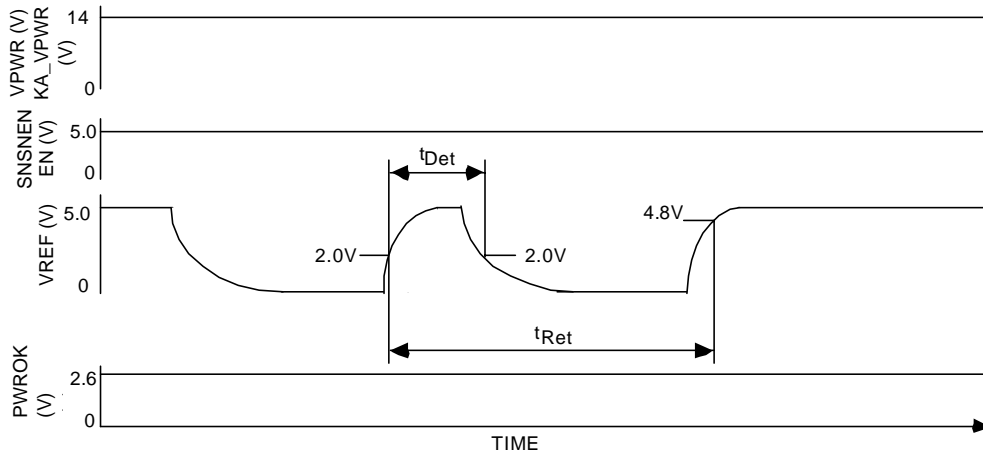 VPWR (V)
KA_VPWR
(V)
14
0
SNSNEN
EN (V)
5.0
0
tDet
VREF (V)
5.0
0
2.0V
2.0V
4.8V
tRet
PWROK
(V)
2.6
0
TIME